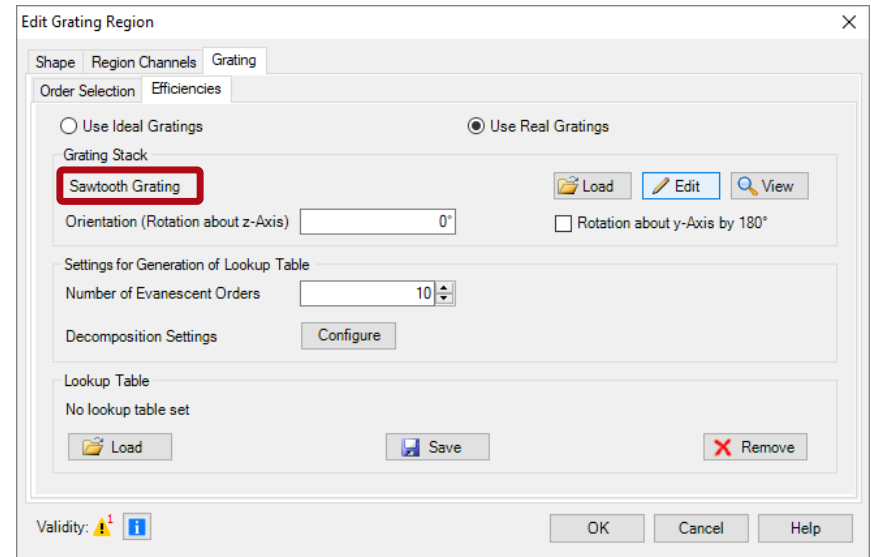 Edit Grating Region
Shape Region Channels Grating
Order Selection Efficiencies
Use Ideal Gratings Use Real Gratings
Grating Stack
Sawtooth Grating Load Edit View
Orientation (Rotation about z-Axis) 0° Rotation about y-Axis by 180°
Settings for Generation of Lookup Table
Number of Evanescent Orders 10
Decomposition Settings Configure
Lookup Table
No lookup table set
Load Save Remove
Validity: 1 OK Cancel Help